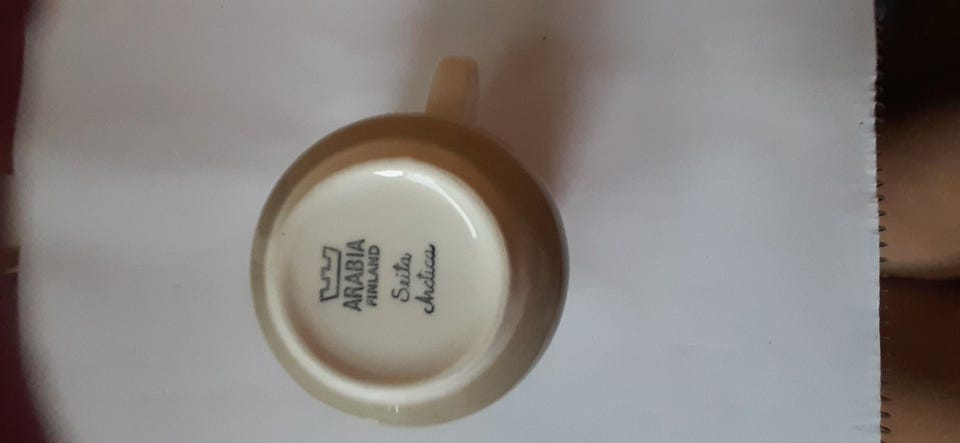 ARABIA
FINLAND
Seita
Arctica